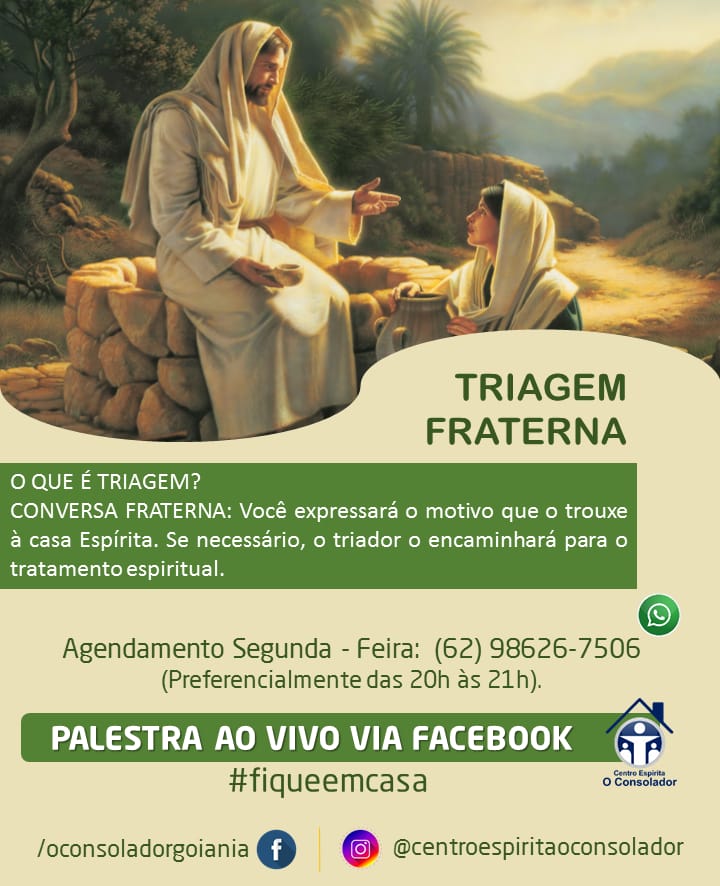 TRIAGEM
FRATERNA
O QUE É TRIAGEM?
CONVERSA FRATERNA: Você expressará o motivo que o trouxe
à casa Espírita. Se necessário, o triador o encaminhará para o
tratamento espiritual.
Agendamento Segunda - Feira: (62) 98626-7506
(Preferencialmente das 20h às 21h).
PALESTRA AO VIVO VIA FACEBOOK
Centro Espírita
O Consolador
#fiqueemcasa
/oconsoladorgoiania
@centroespiritaoconsolador